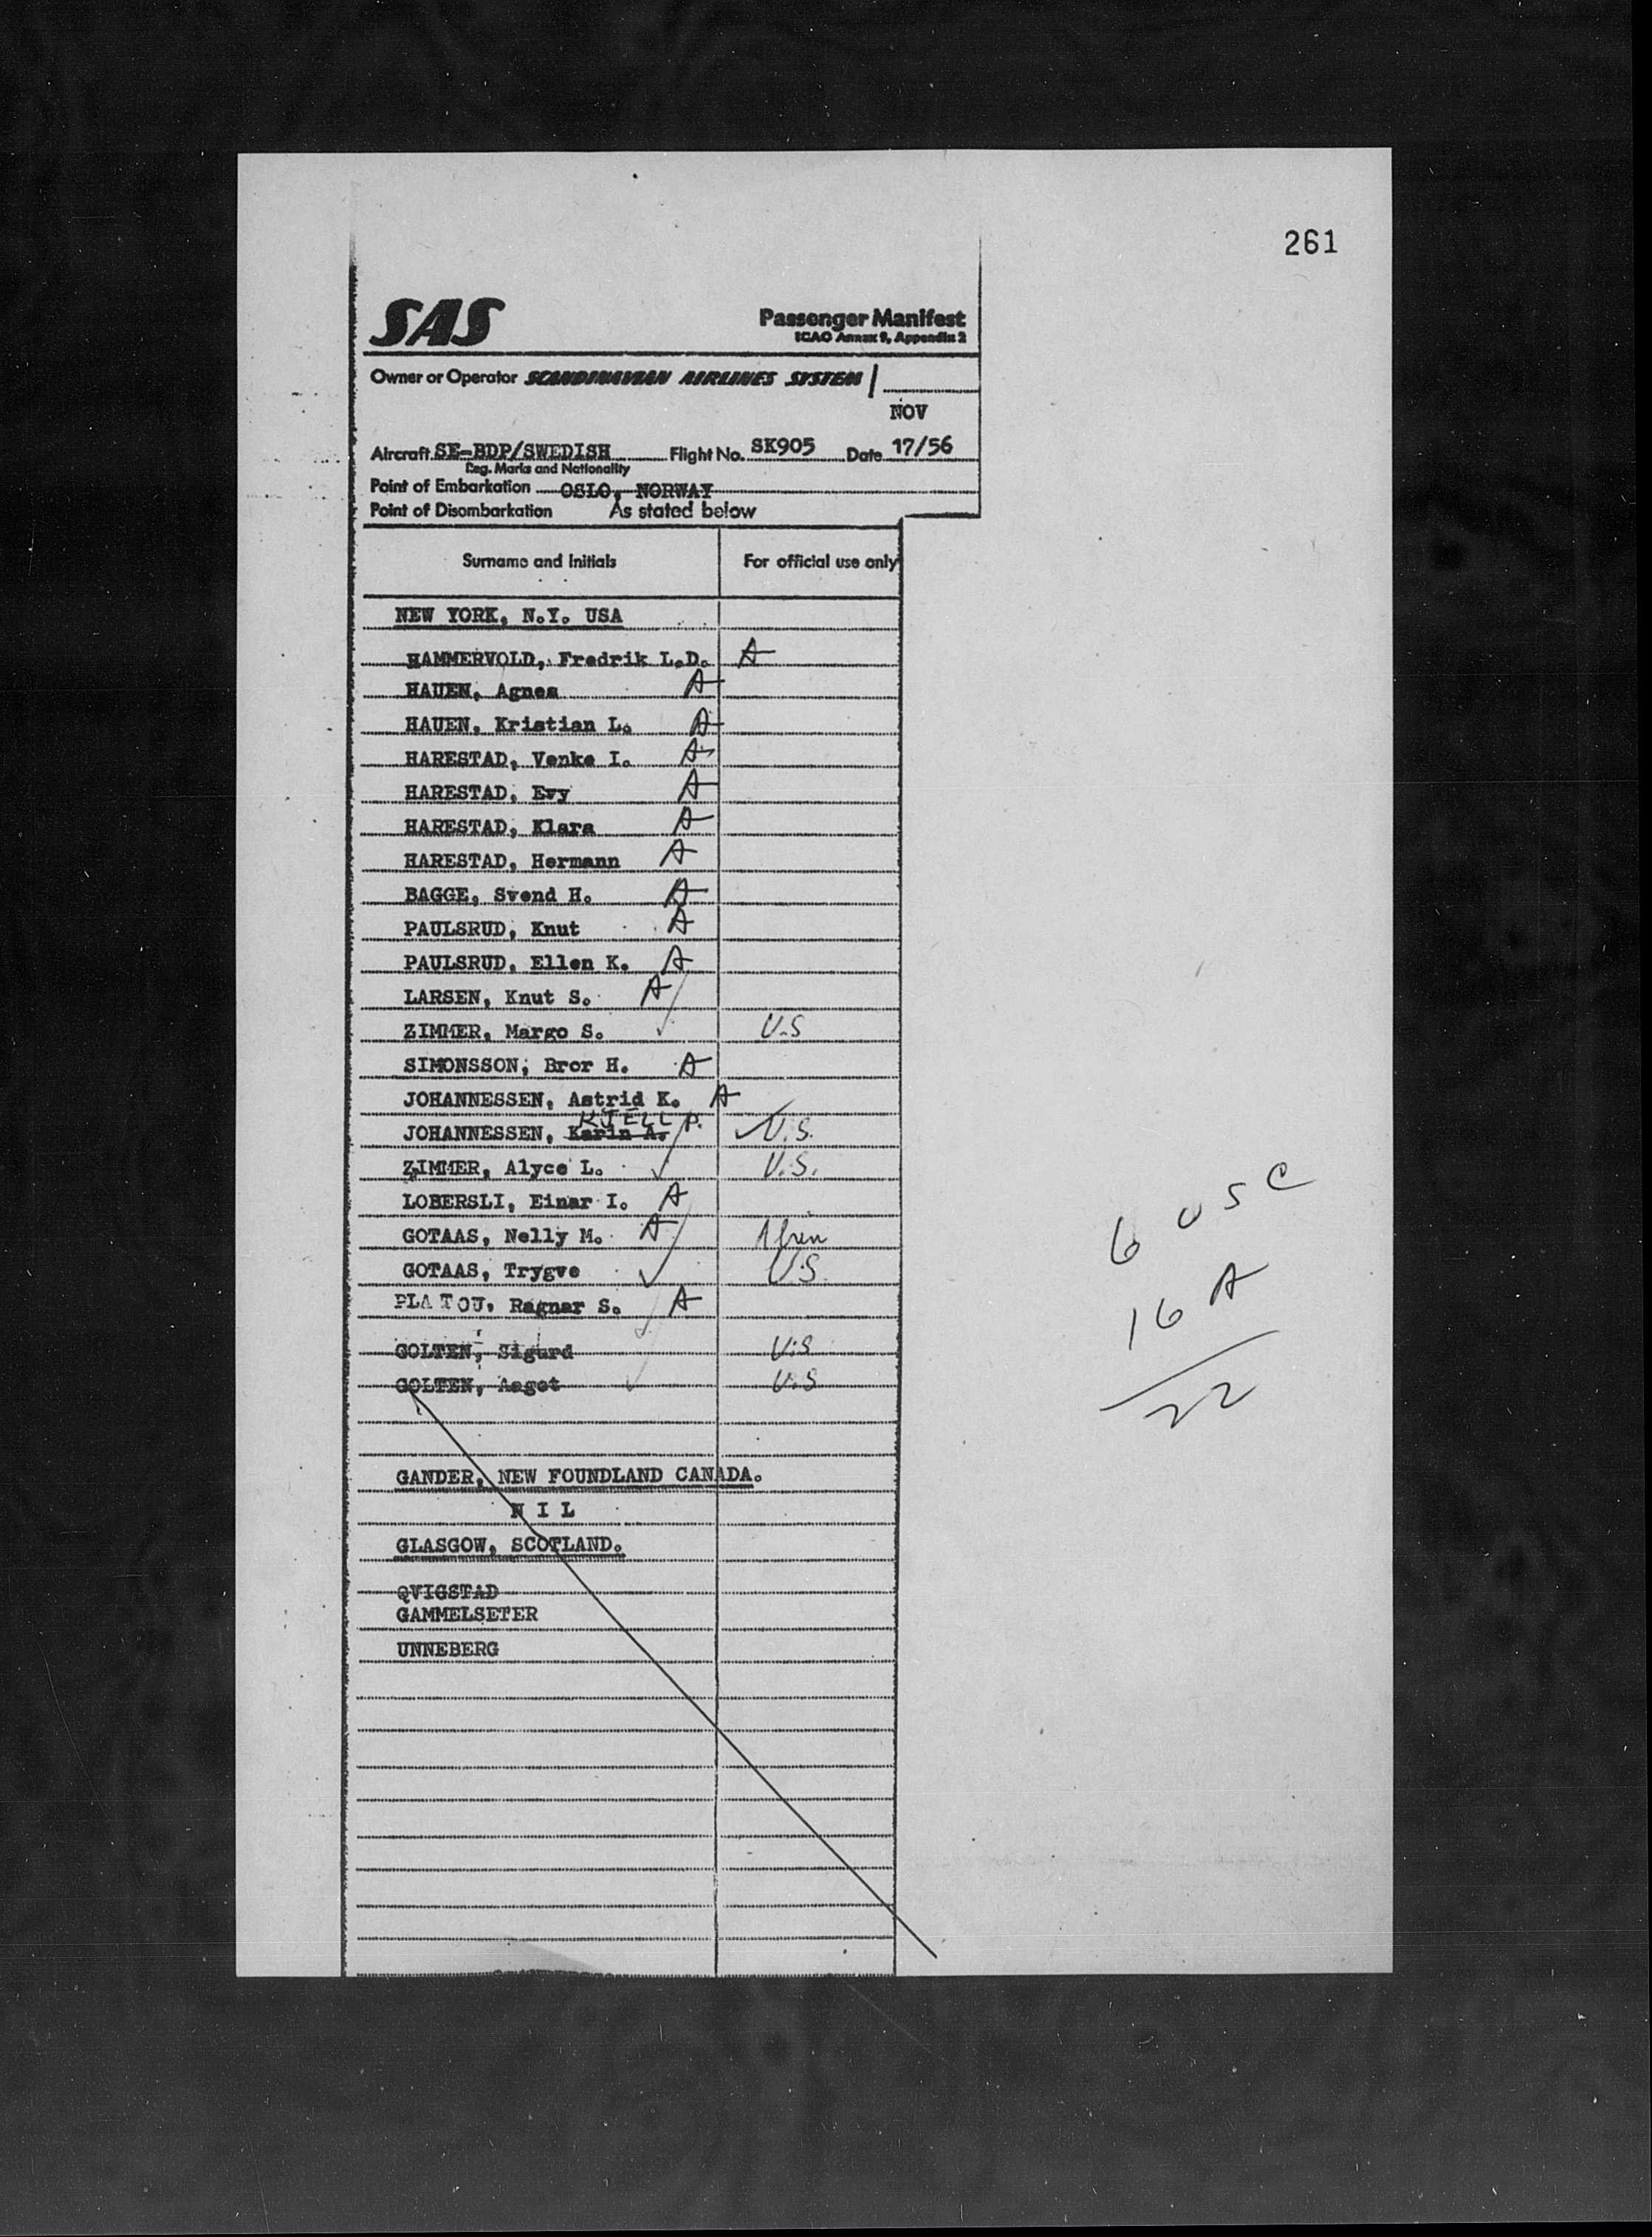 261
SAS Passenger Manifest
ICAO Annex 9, Appendix 2
Owner or Operator SCANDINAVIAN AIRLINES SYSTEM
NOV
Aircraft SE-BDP/SWEDISH Flight No. SK905 Date 17/56
Reg. Marks and Nationality
Point of Embarkation OSLO, NORWAY
Point of Disembarkation As stated below
Surname and Initials For official use only
NEW YORK, N.Y. USA
HAMMERVOLD, Fredrik L.D. A
HAUEN, Agnes A
HAUEN, Kristian L. A
HARESTAD, Venke I. A
HARESTAD, Evy A
HARESTAD, Klara A
HARESTAD, Hermann A
BAGGE, Svend H. A
PAULSRUD, Knut A
PAULSRUD, Ellen K. A
LARSEN, Knut S. A
ZIMMER, Margo S. U.S
SIMONSSON, Bror H. A
JOHANNESSEN, Astrid K. A
KJELL P.
JOHANNESSEN, Karin A. U.S.
ZIMMER, Alyce L. U.S.
LOBERSLI, Einar I. A
GOTAAS, Nelly M. A Alien
GOTAAS, Trygve U.S.
PLATOU, Ragnar S. A
GOLTEN, Sigurd U.S
GOLTEN, Aagot U.S
GANDER, NEW FOUNDLAND CANADA.
N I L
GLASGOW, SCOTLAND.
QVIGSTAD
GAMMELSETER
UNNEBERG
6 USC
16 A
22